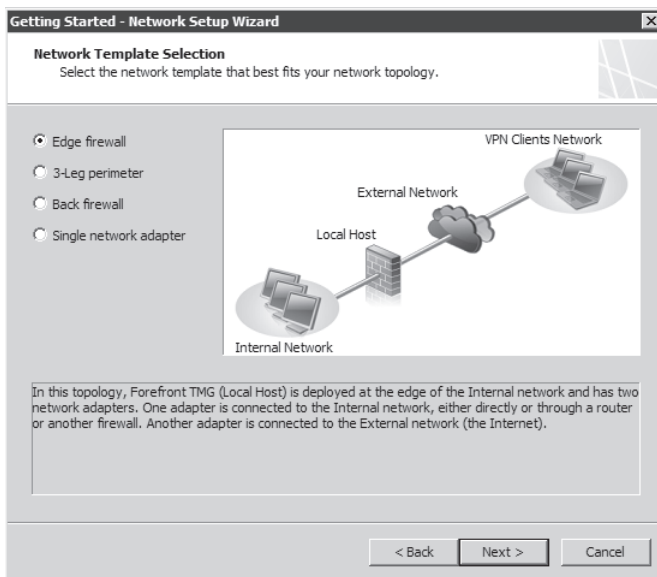 Getting Started - Network Setup Wizard
Network Template Selection
Select the network template that best fits your network topology.
Edge firewall
3-Leg perimeter
Back firewall
Single network adapter
VPN Clients Network
External Network
Local Host
Internal Network
In this topology, Forefront TMG (Local Host) is deployed at the edge of the Internal network and has two
network adapters. One adapter is connected to the Internal network, either directly or through a router
or another firewall. Another adapter is connected to the External network (the Internet).
< Back
Next >
Cancel